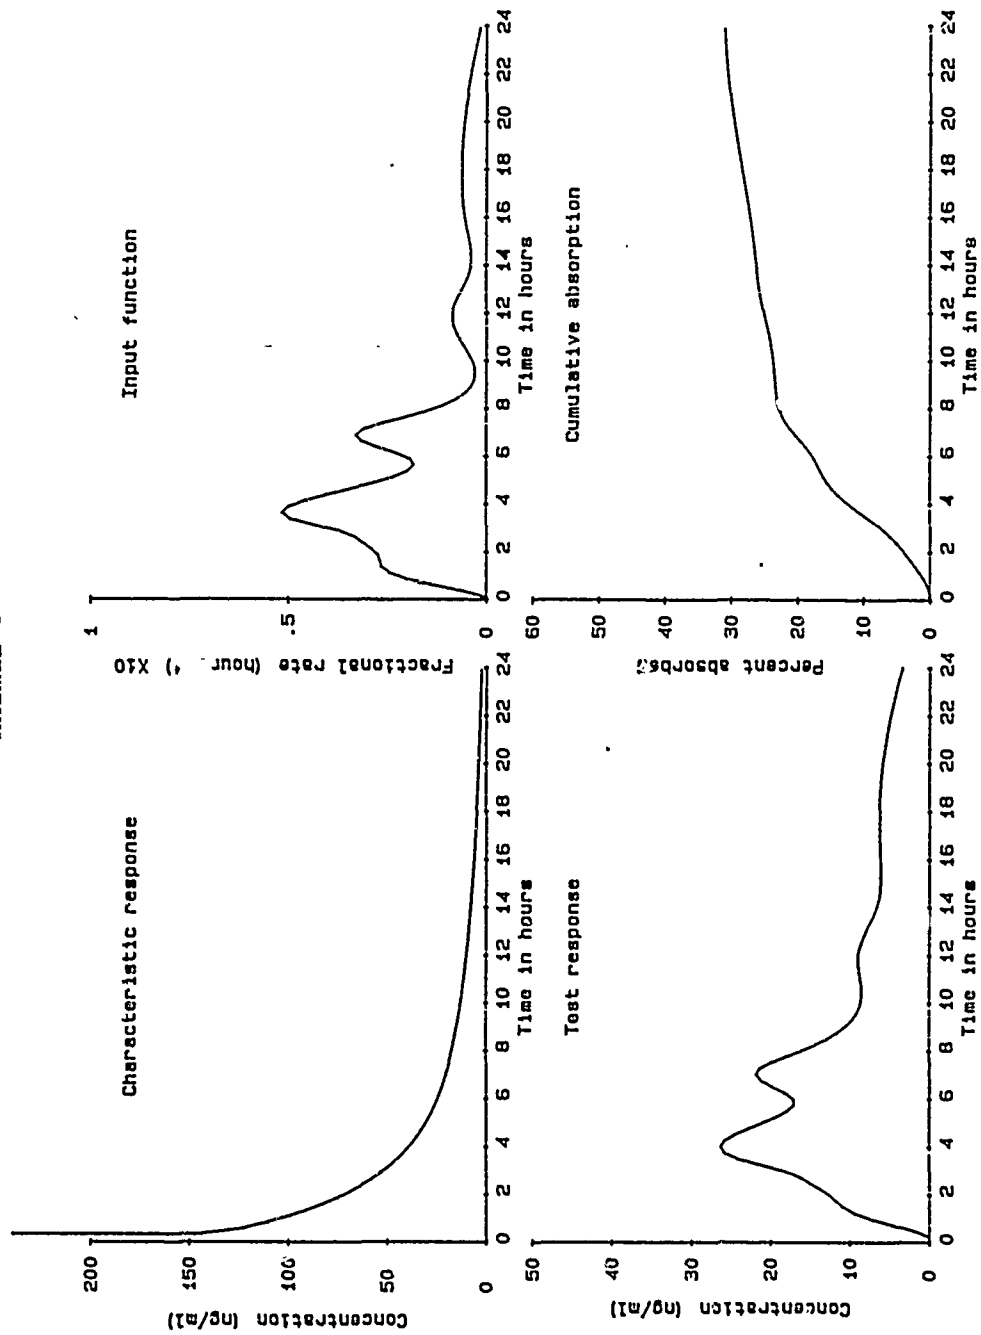 Characteristic response
Concentration (ng/ml)
200
150
100
50
0
0 2 4 6 8 10 12 14 16 18 20 22 24
Time in hours
Input function
Fractional rate (hour X10
1
.5
0
0 2 4 6 8 10 12 14 16 18 20 22 24
Time in hours
Test response
Concentration (ng/ml)
50
40
30
20
10
0
0 2 4 6 8 10 12 14 16 18 20 22 24
Time in hours
Cumulative absorption
Percent
60
50
40
30
20
10
0
0 2 4 6 8 10 12 14 16 18 20 22 24
Time in hours